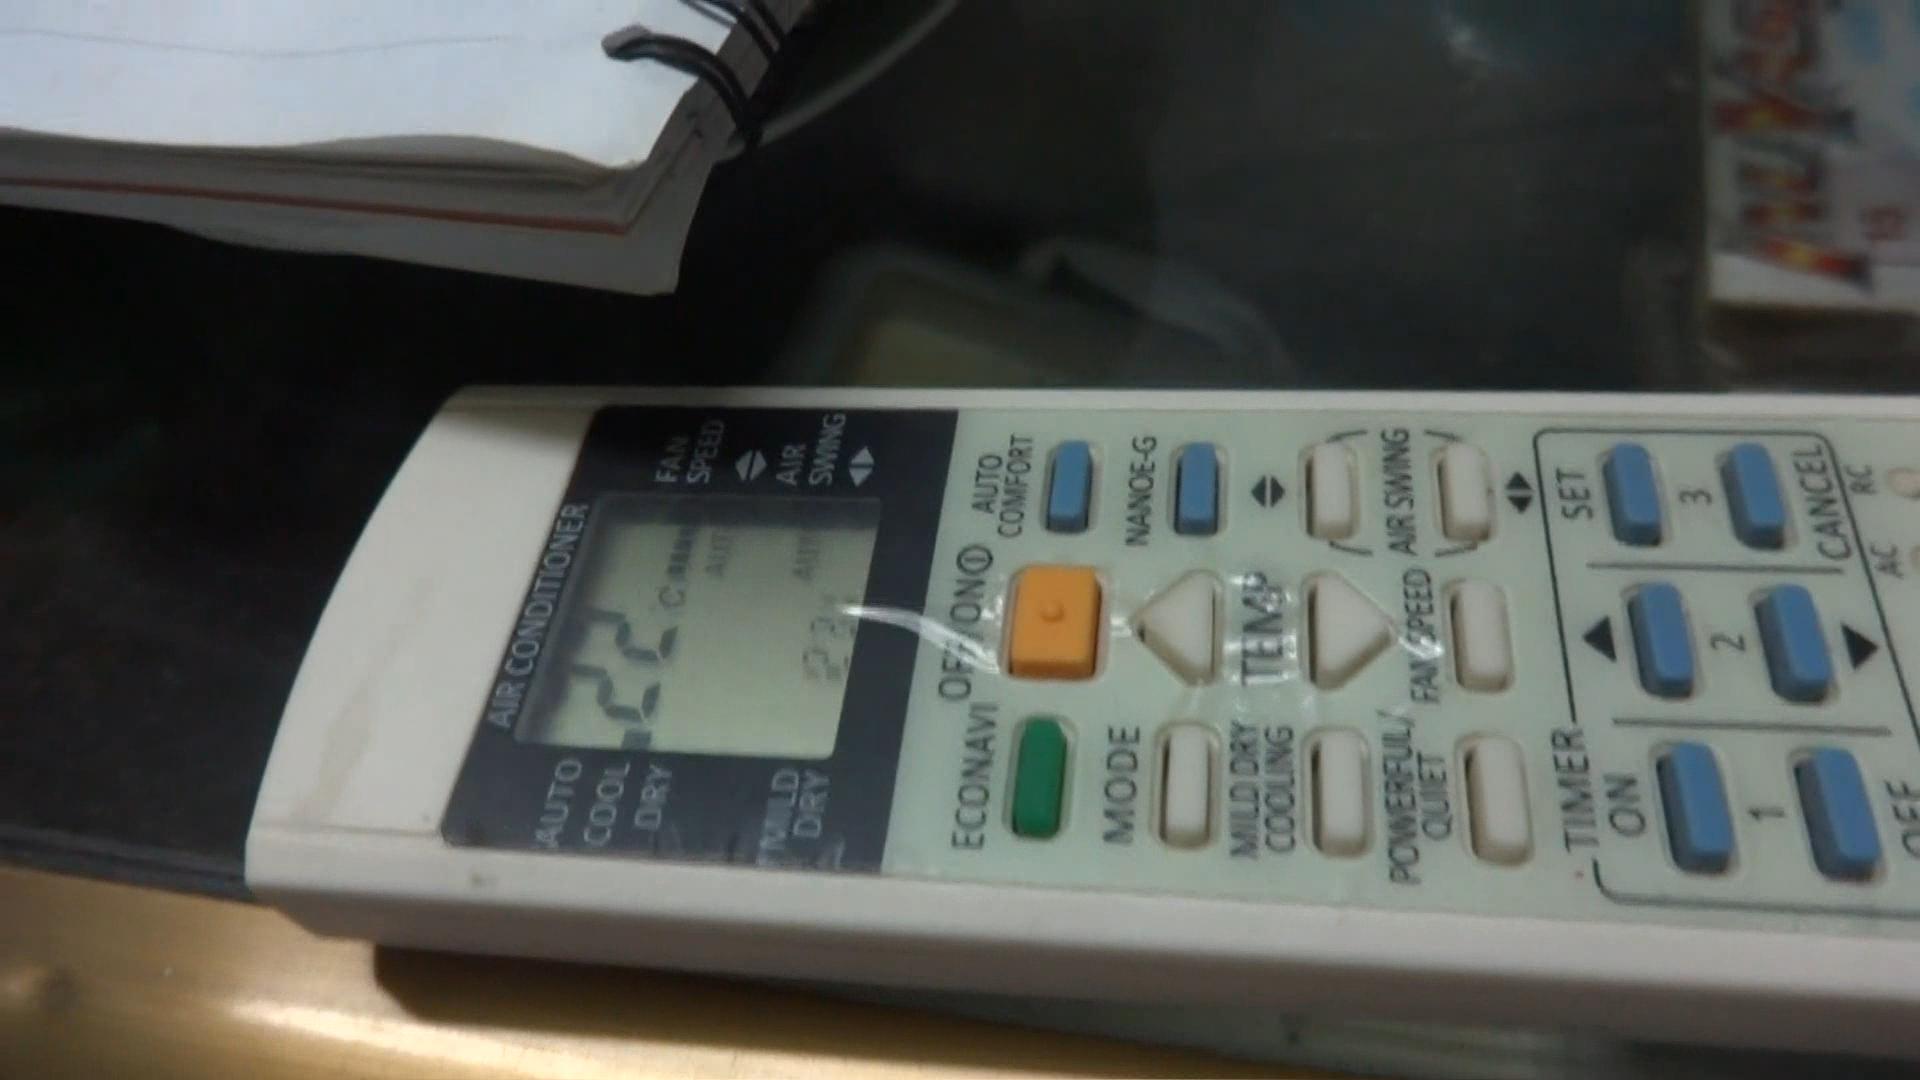 AIR CONDITIONER
FAN
SPEED
AIR
SWING
22
C
AUTO
AUTO
AUTO
COOL
DRY
MILD
DRY
OFF/ON
AUTO
COMFORT
NANOE-G
AIR SWING
ECONAVI
TEMP
FAN SPEED
MODE
MILD DRY
COOLING
POWERFUL/
QUIET
TIMER
ON
OFF
SET
CANCEL
1
2
3
AC
RC